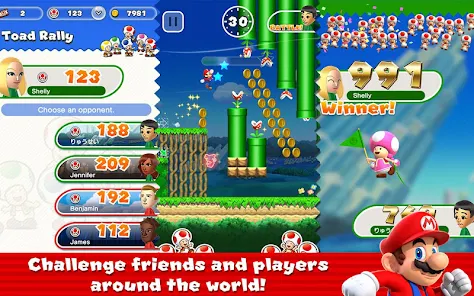 2
123
7981
Toad Rally
123
Shelly
Choose an opponent.
188
りゅうせい
209
Jennifer
192
Benjamin
112
James
30
BATTLE!
991
Shelly
Winner!
Challenge friends and players
around the world!